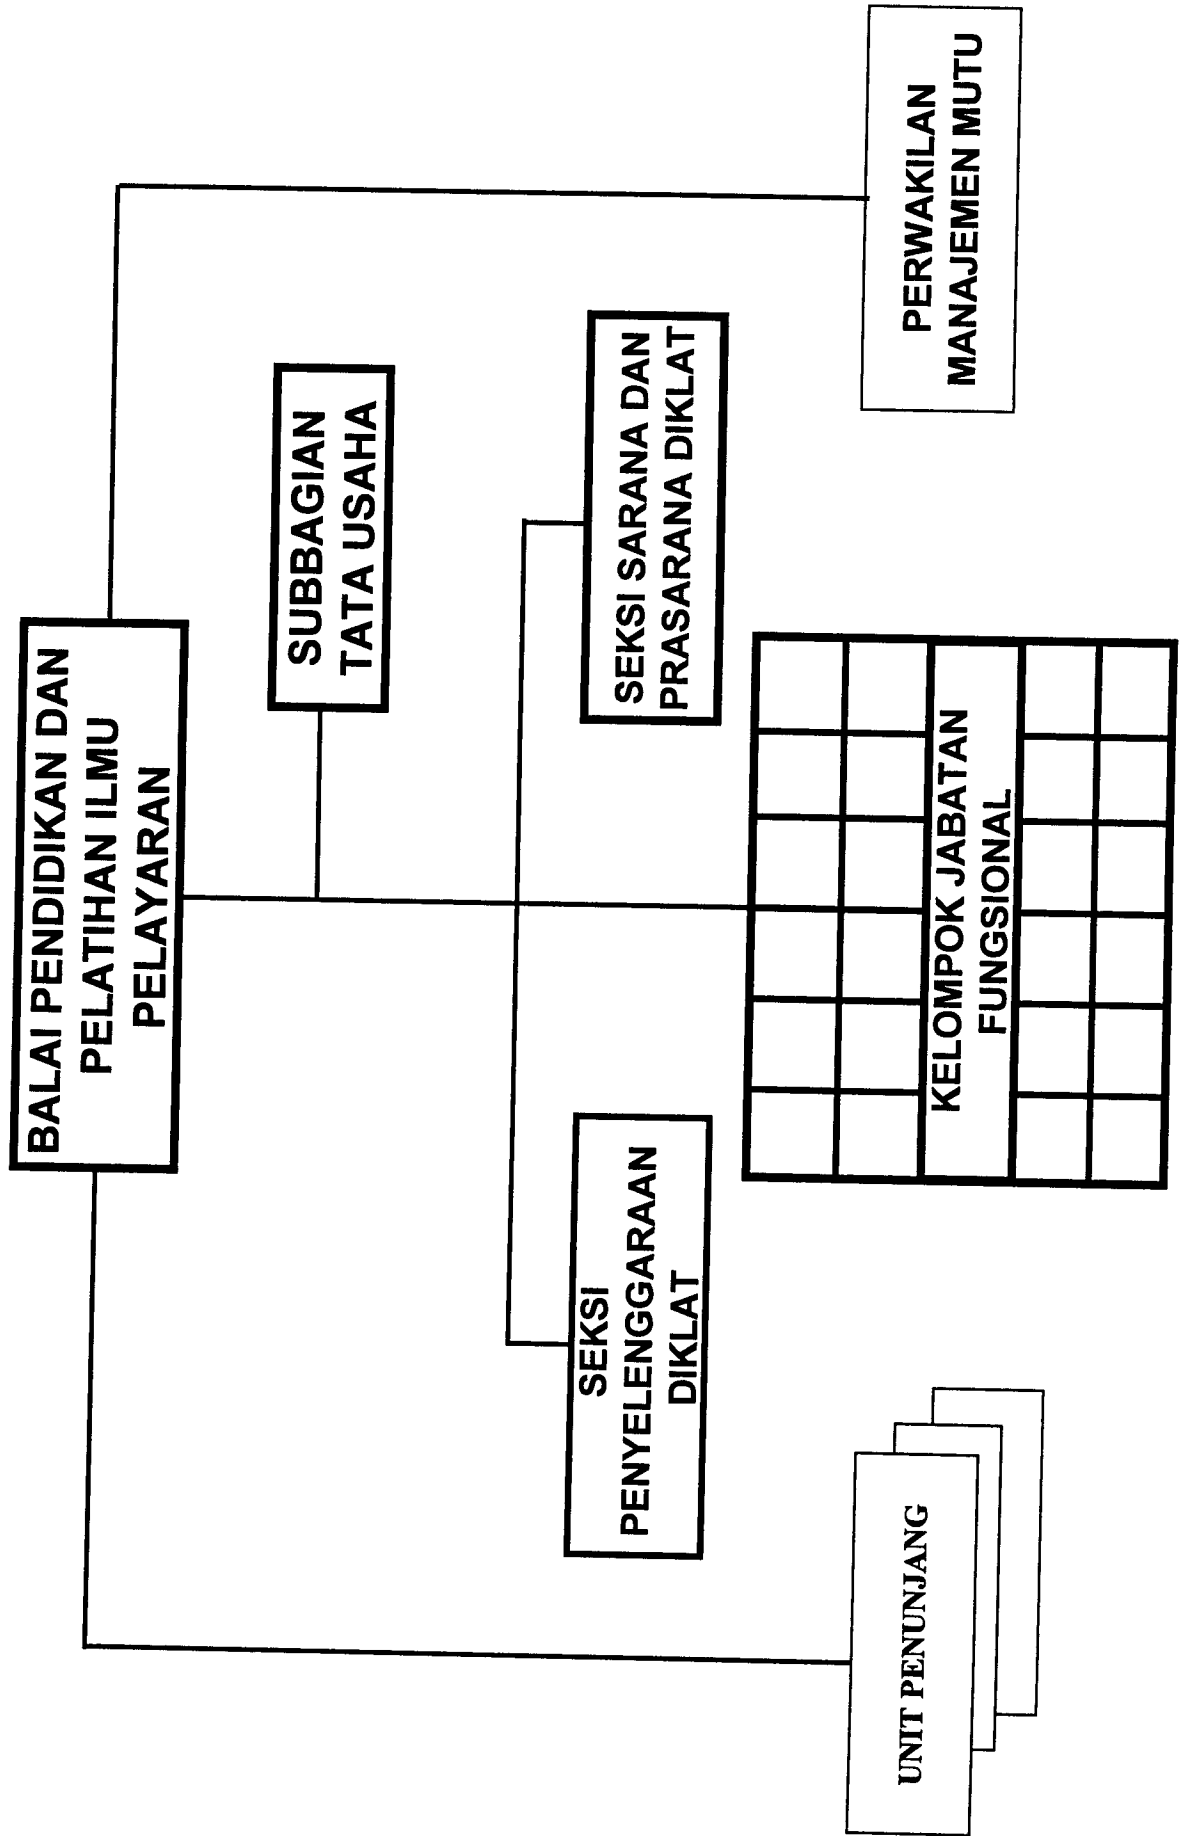 BALAI PENDIDIKAN DAN
PELATIHAN ILMU
PELAYARAN
SUBBAGIAN
TATA USAHA
SEKSI
PENYELENGGARAAN
DIKLAT
SEKSI SARANA DAN
PRASARANA DIKLAT
UNIT PENUNJANG
KELOMPOK JABATAN
FUNGSIONAL
PERWAKILAN
MANAJEMEN MUTU